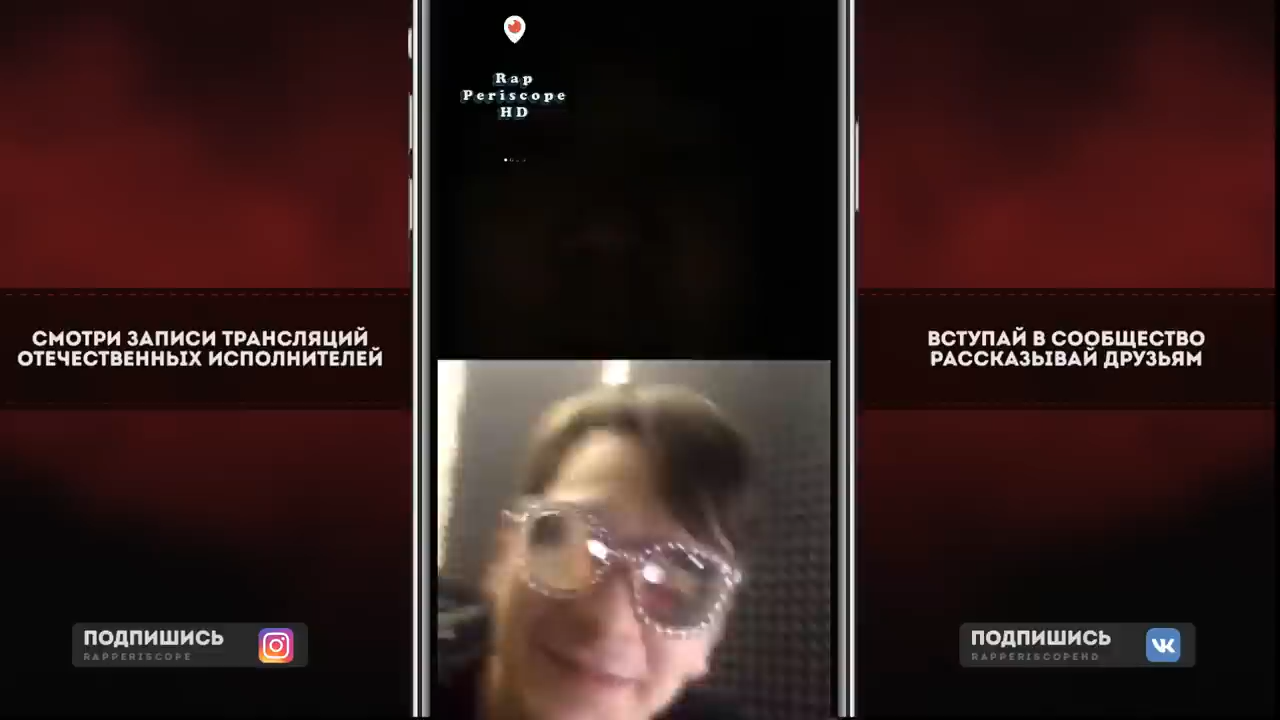 Rap
Periscope
HD
СМОТРИ ЗАПИСИ ТРАНСЛЯЦИЙ
ОТЕЧЕСТВЕННЫХ ИСПОЛНИТЕЛЕЙ
ВСТУПАЙ В СООБЩЕСТВО
РАССКАЗЫВАЙ ДРУЗЬЯМ
ПОДПИШИСЬ
RAPPERISCOPE
ПОДПИШИСЬ
RAPPERISCOPEHD